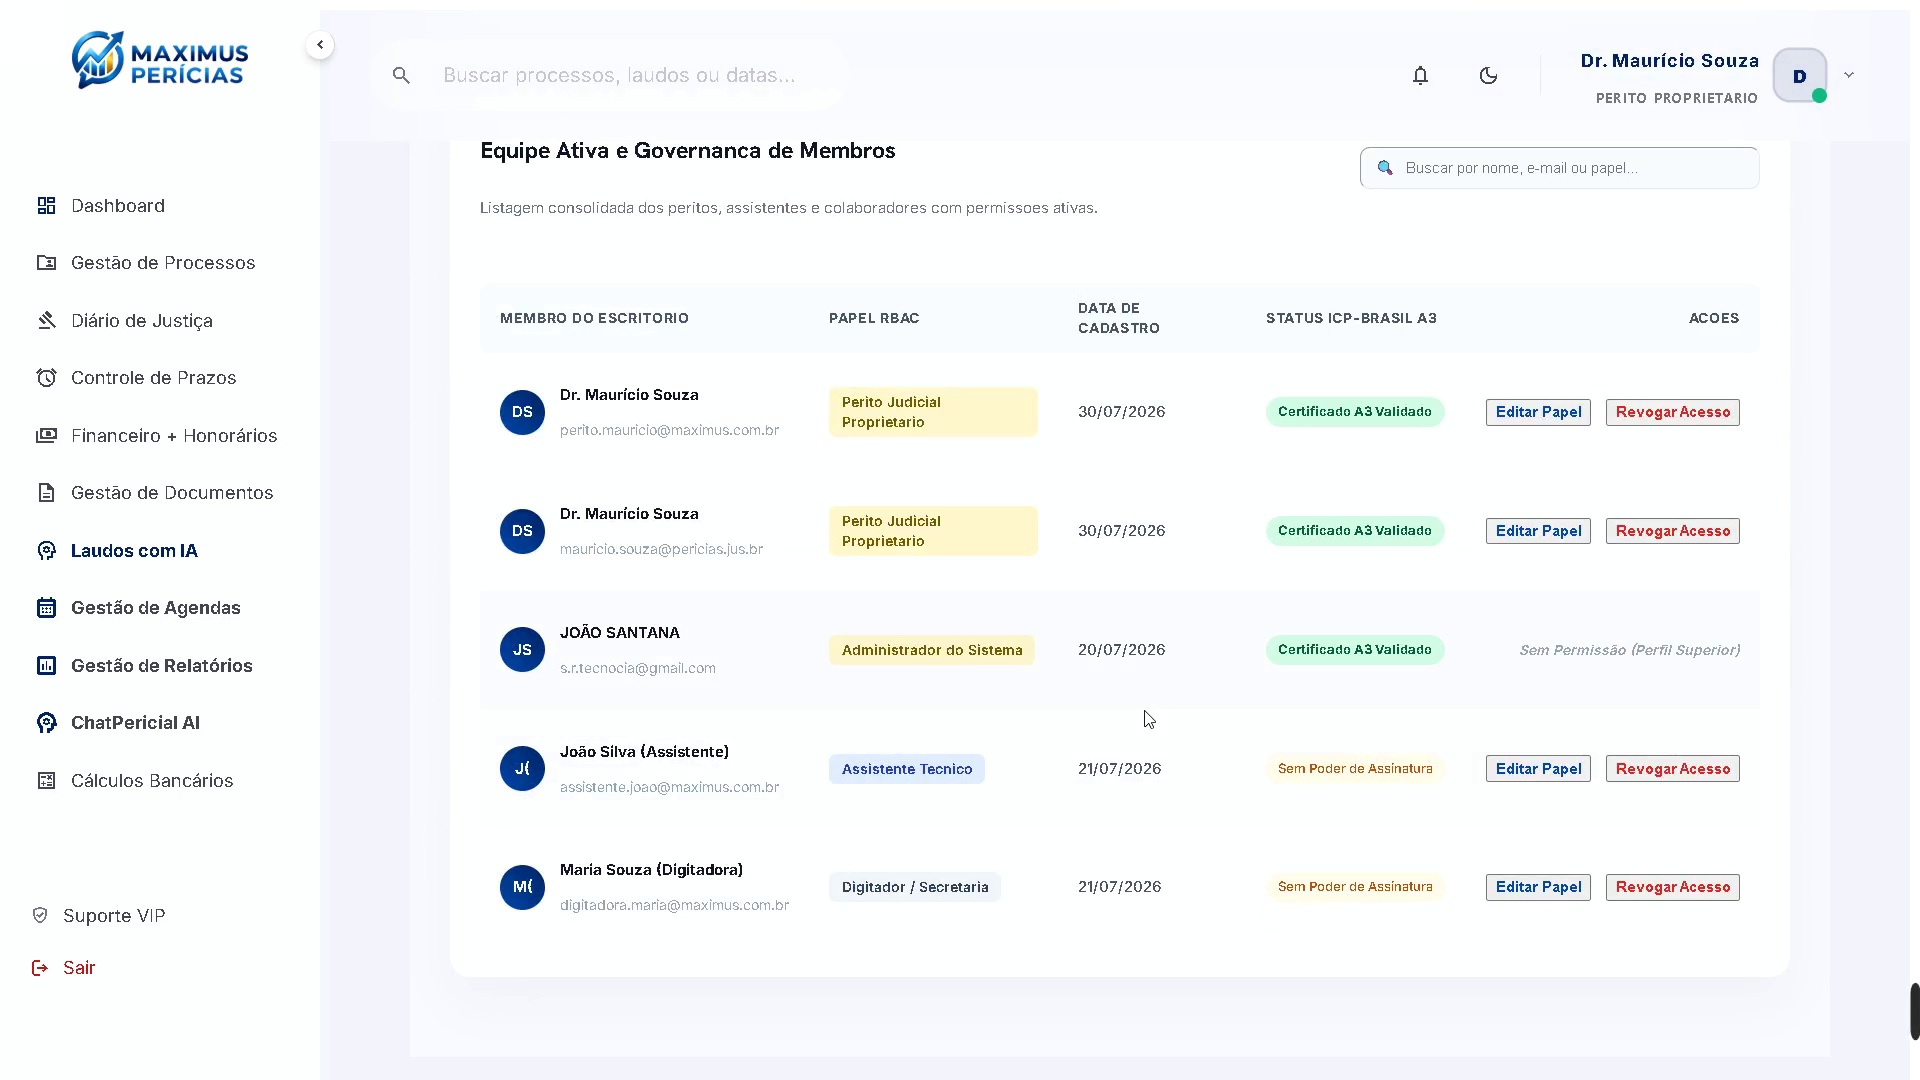 MAXIMUS
PERÍCIAS
Buscar processos, laudos ou datas...
Dr. Maurício Souza
PERITO PROPRIETARIO
D
Dashboard
Gestão de Processos
Diário de Justiça
Controle de Prazos
Financeiro + Honorários
Gestão de Documentos
Laudos com IA
Gestão de Agendas
Gestão de Relatórios
ChatPericial AI
Cálculos Bancários
Suporte VIP
Sair
Equipe Ativa e Governanca de Membros
Buscar por nome, e-mail ou papel...
Listagem consolidada dos peritos, assistentes e colaboradores com permissoes ativas.
MEMBRO DO ESCRITORIO
PAPEL RBAC
DATA DE
CADASTRO
STATUS ICP-BRASIL A3
ACOES
DS
Dr. Maurício Souza
perito.mauricio@maximus.com.br
Perito Judicial
Proprietario
30/07/2026
Certificado A3 Validado
Editar Papel
Revogar Acesso
DS
Dr. Maurício Souza
mauricio.souza@pericias.jus.br
Perito Judicial
Proprietario
30/07/2026
Certificado A3 Validado
Editar Papel
Revogar Acesso
JS
JOÃO SANTANA
s.r.tecnocia@gmail.com
Administrador do Sistema
20/07/2026
Certificado A3 Validado
Sem Permissão (Perfil Superior)
J(
João Silva (Assistente)
assistente.joao@maximus.com.br
Assistente Tecnico
21/07/2026
Sem Poder de Assinatura
Editar Papel
Revogar Acesso
M(
Maria Souza (Digitadora)
digitadora.maria@maximus.com.br
Digitador / Secretaria
21/07/2026
Sem Poder de Assinatura
Editar Papel
Revogar Acesso